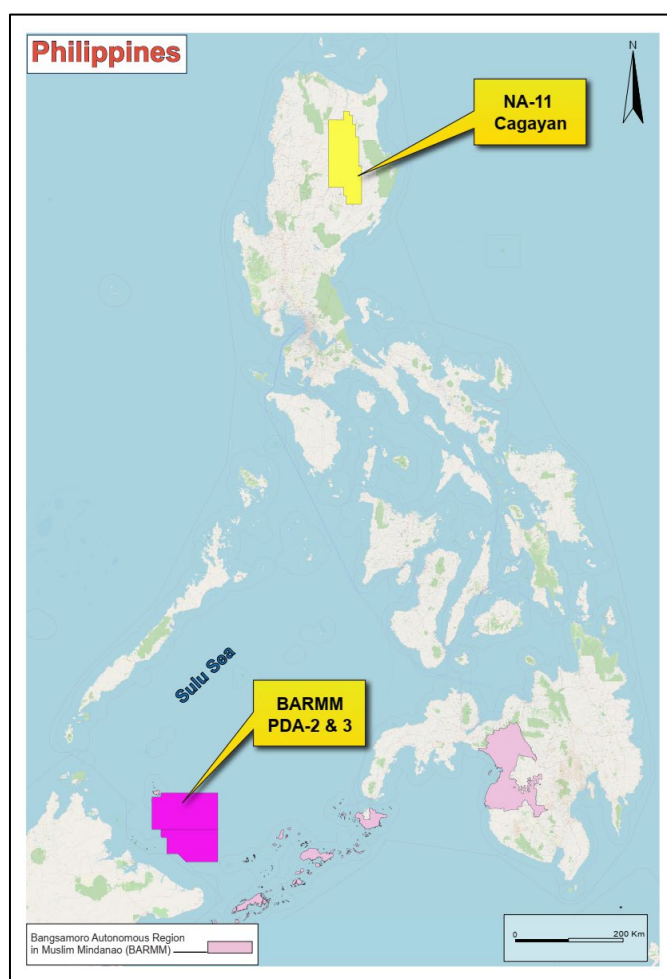 Philippines
N
NA-11
Cagayan
Sulu Sea
BARMM
PDA-2 & 3
Bangsamoro Autonomous Region
in Muslim Mindanao (BARMM)
0
200 Km